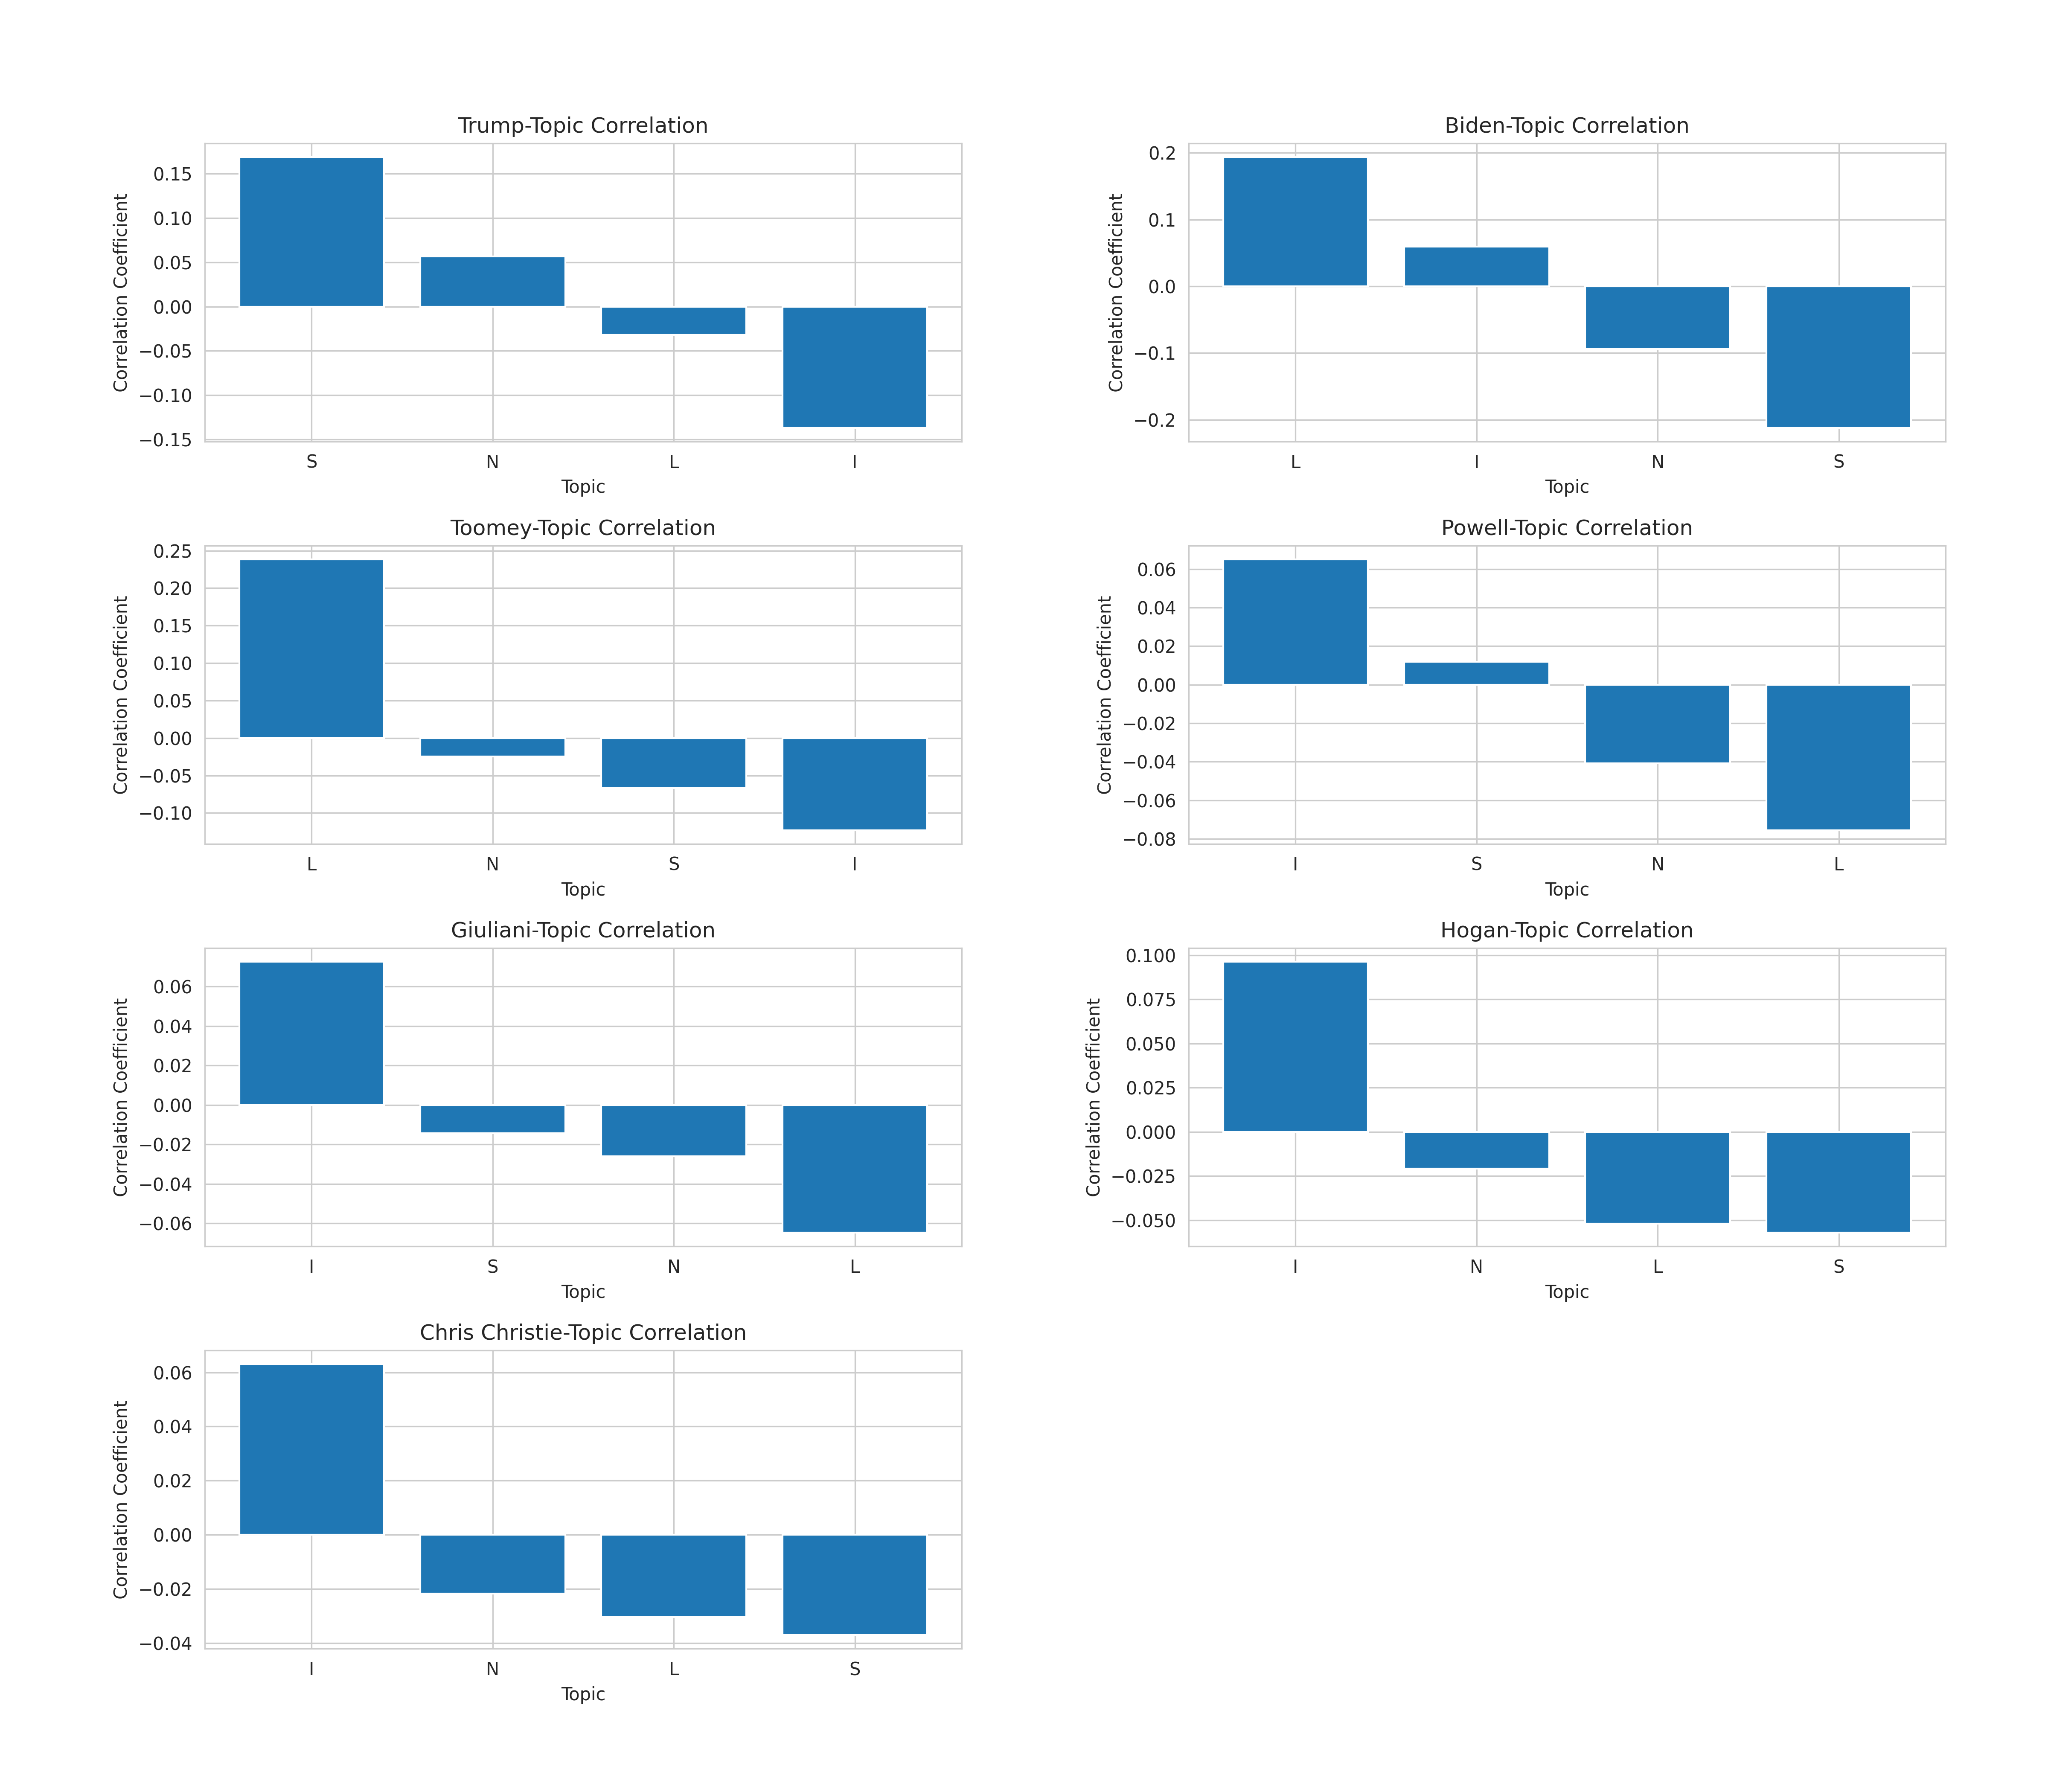 Trump-Topic Correlation
Correlation Coefficient
0.15
0.10
0.05
0.00
−0.05
−0.10
−0.15
S N L I
Topic
Biden-Topic Correlation
Correlation Coefficient
0.2
0.1
0.0
−0.1
−0.2
L I N S
Topic
Toomey-Topic Correlation
Correlation Coefficient
0.25
0.20
0.15
0.10
0.05
0.00
−0.05
−0.10
L N S I
Topic
Powell-Topic Correlation
Correlation Coefficient
0.06
0.04
0.02
0.00
−0.02
−0.04
−0.06
−0.08
I S N L
Topic
Giuliani-Topic Correlation
Correlation Coefficient
0.06
0.04
0.02
0.00
−0.02
−0.04
−0.06
I S N L
Topic
Hogan-Topic Correlation
Correlation Coefficient
0.100
0.075
0.050
0.025
0.000
−0.025
−0.050
I N L S
Topic
Chris Christie-Topic Correlation
Correlation Coefficient
0.06
0.04
0.02
0.00
−0.02
−0.04
I N L S
Topic